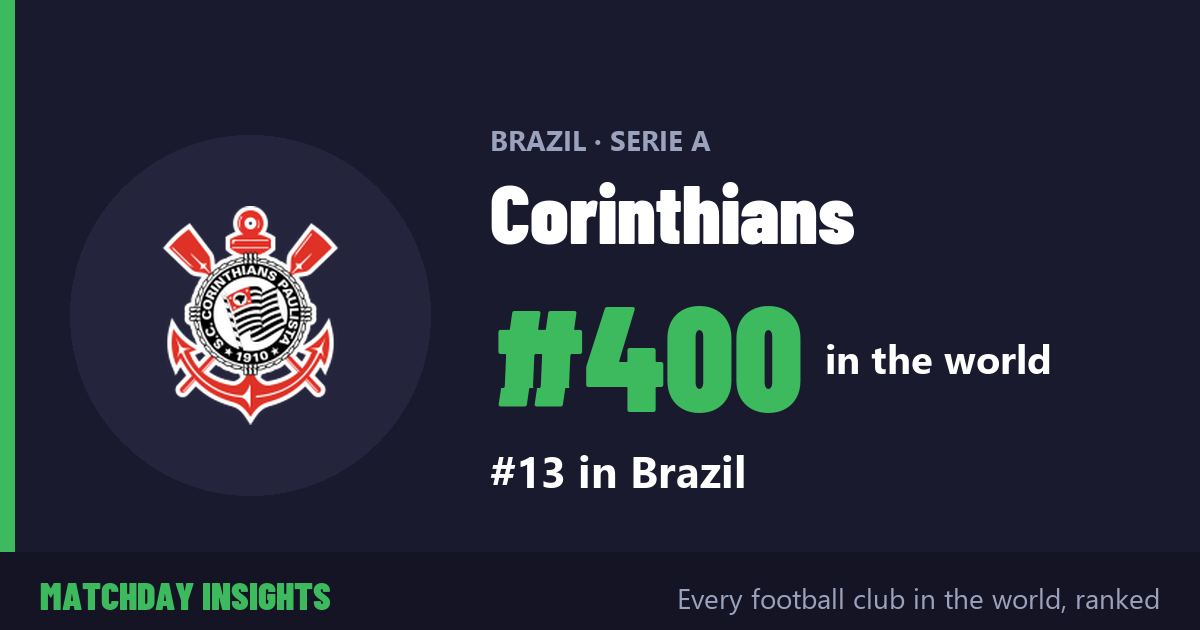 BRAZIL · SERIE A
Corinthians
#400 in the world
#13 in Brazil
S.C. CORINTHIANS PAULISTA
1910
MATCHDAY INSIGHTS
Every football club in the world, ranked